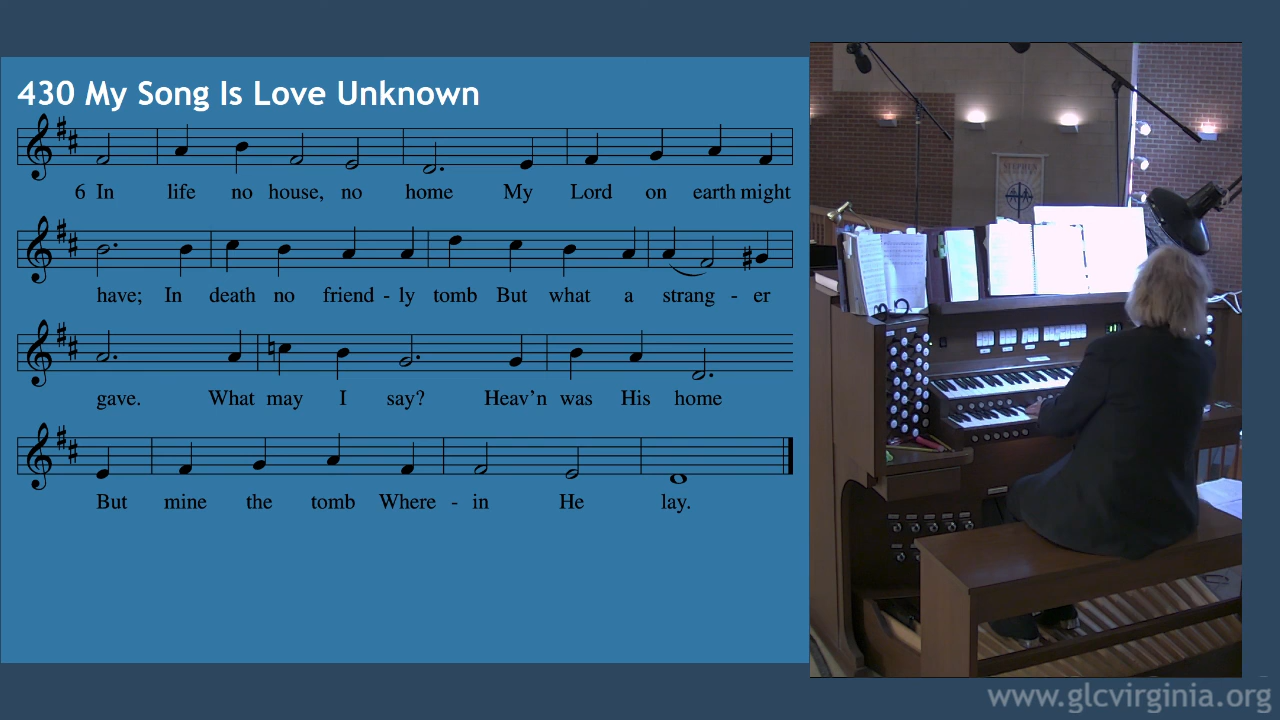 430 My Song Is Love Unknown
6 In life no house, no home My Lord on earth might
have; In death no friend - ly tomb But what a strang - er
gave. What may I say? Heav'n was His home
But mine the tomb Where - in He lay.
www.glcvirginia.org